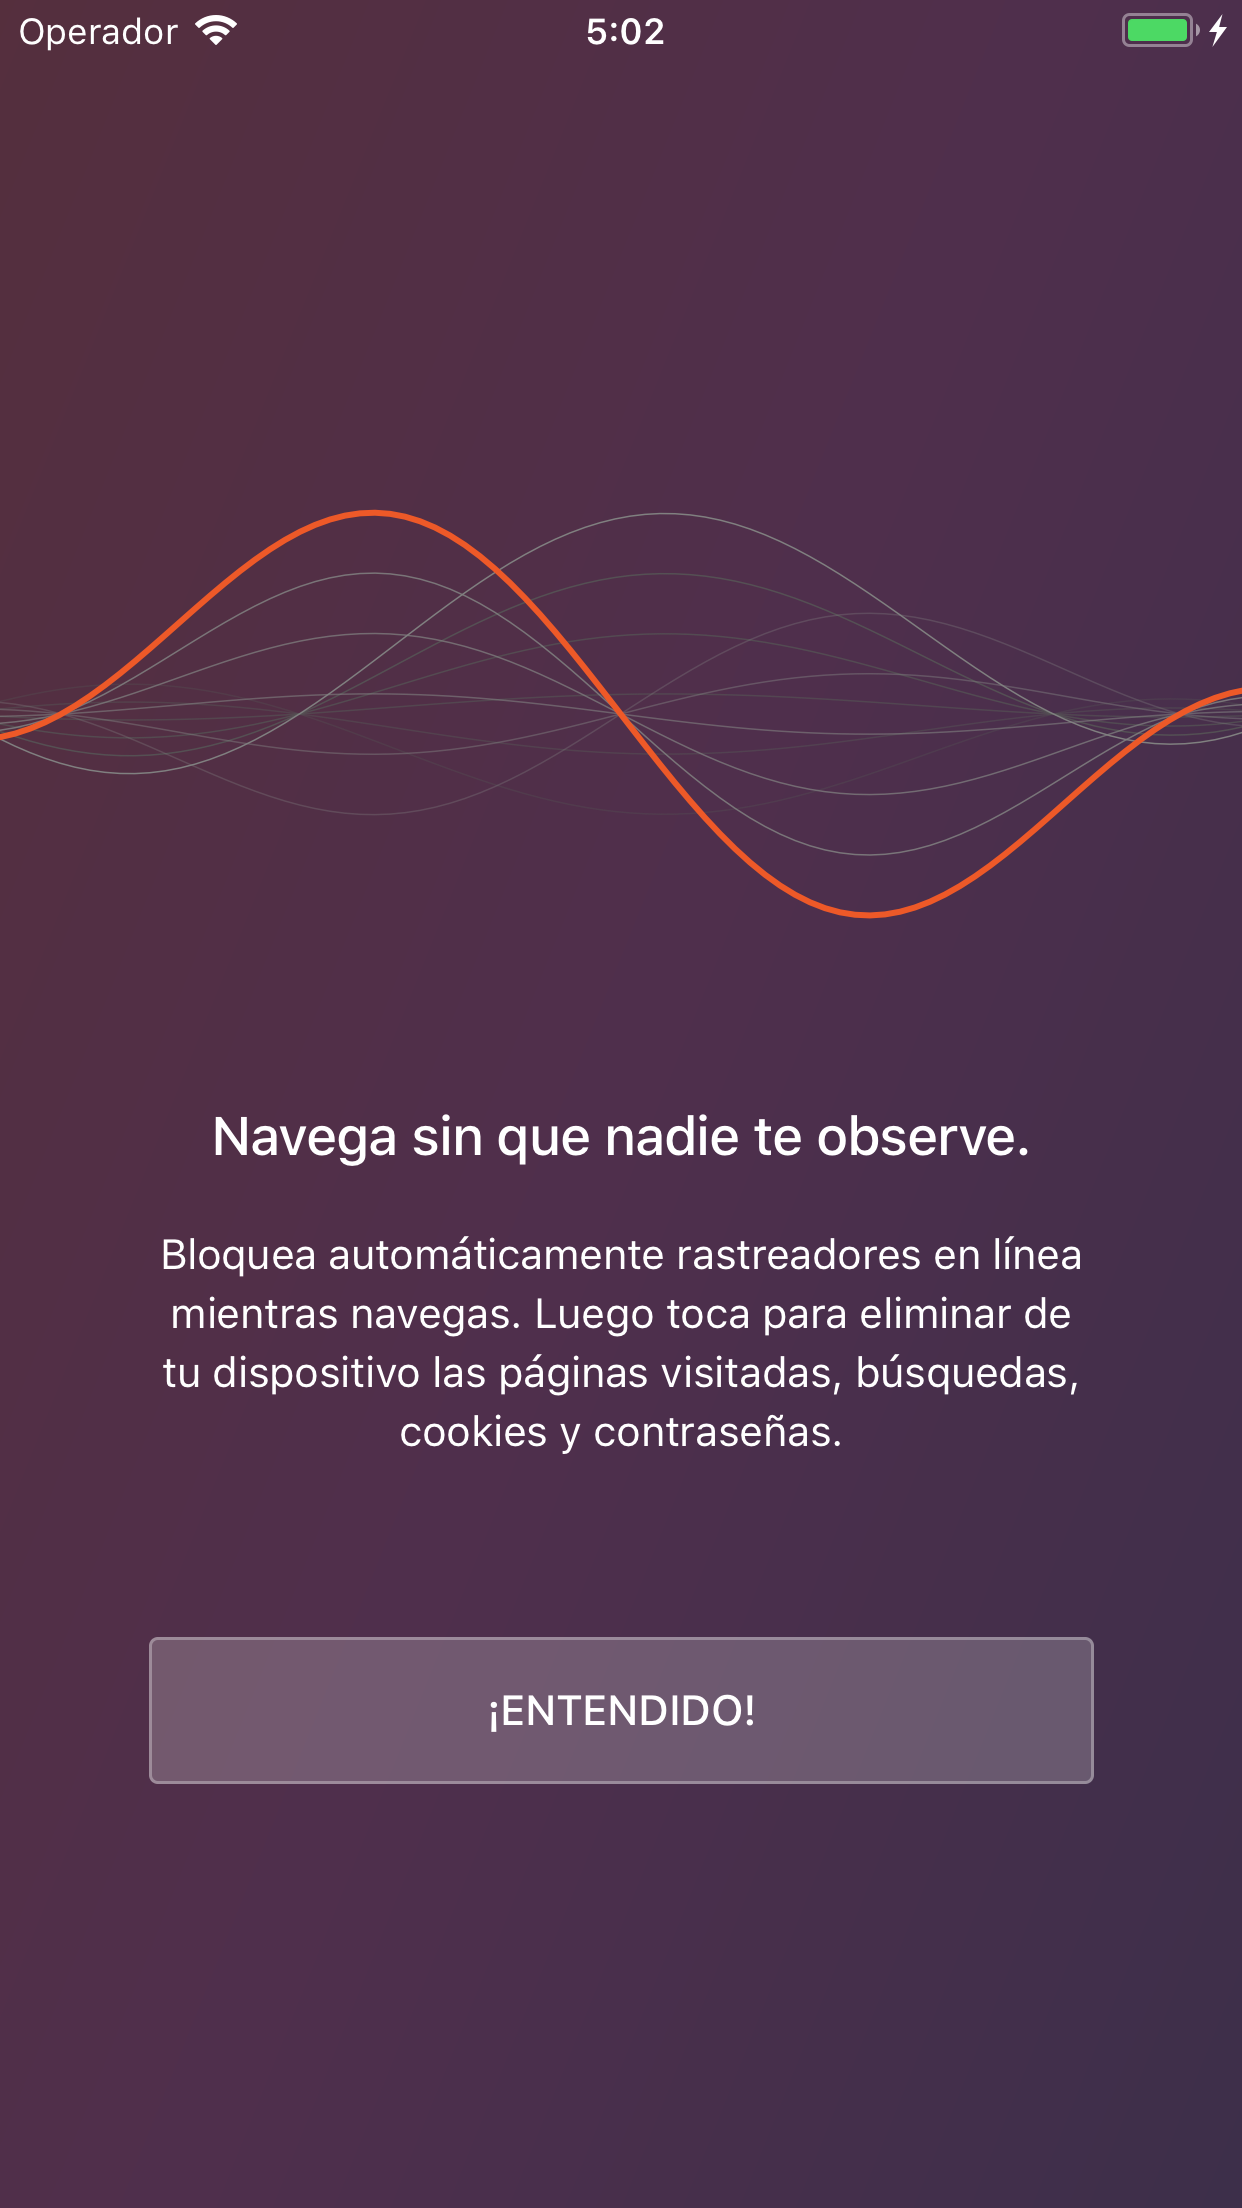 Operador
5:02
Navega sin que nadie te observe.
Bloquea automáticamente rastreadores en línea
mientras navegas. Luego toca para eliminar de
tu dispositivo las páginas visitadas, búsquedas,
cookies y contraseñas.
¡ENTENDIDO!